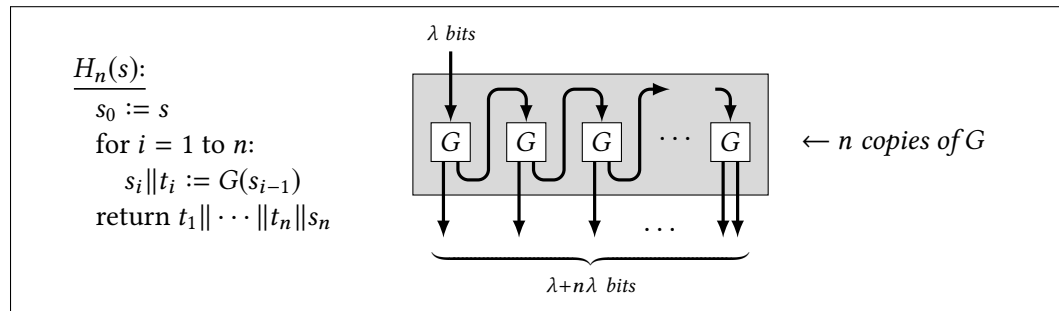 λ bits
H_n(s):
s_0 := s
for i = 1 to n:
s_i‖t_i := G(s_{i−1})
return t_1‖ · · · ‖t_n‖s_n
G G G · · · G
← n copies of G
· · ·
λ+nλ bits